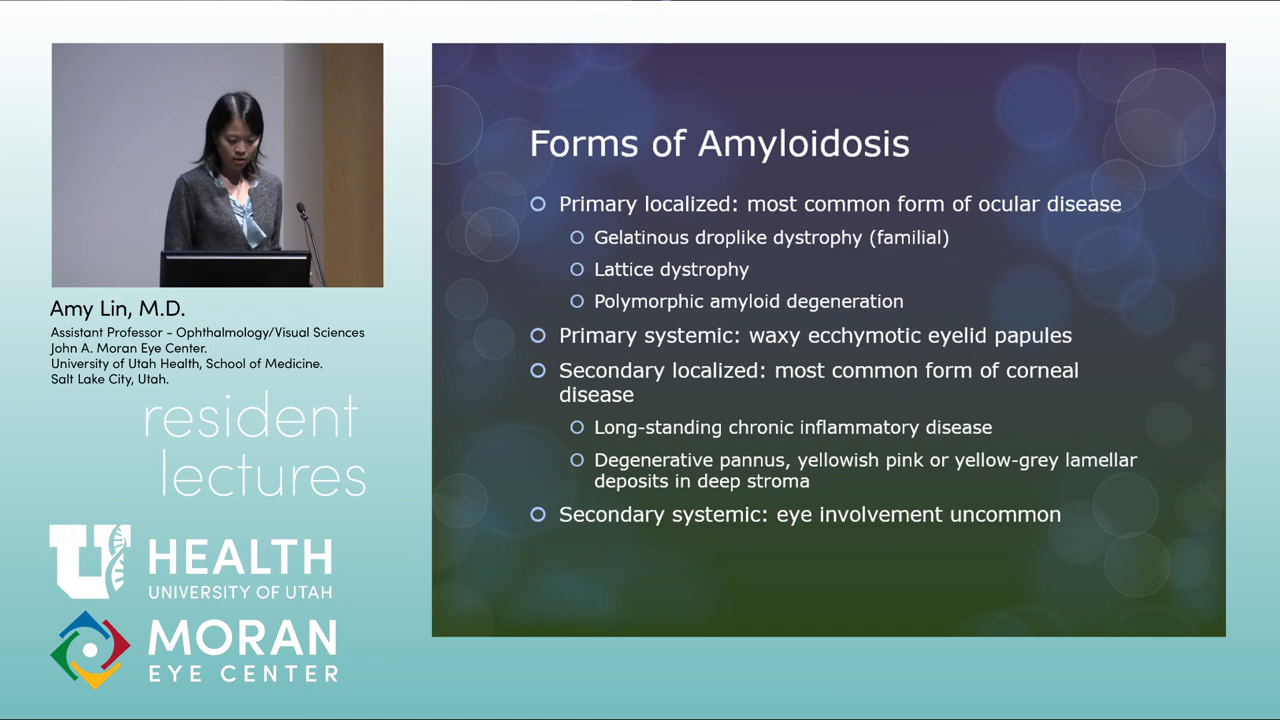 Amy Lin, M.D.
Assistant Professor - Ophthalmology/Visual Sciences
John A. Moran Eye Center.
University of Utah Health, School of Medicine.
Salt Lake City, Utah.
resident
lectures
U HEALTH
UNIVERSITY OF UTAH
MORAN
EYE CENTER
Forms of Amyloidosis
Primary localized: most common form of ocular disease
Gelatinous droplike dystrophy (familial)
Lattice dystrophy
Polymorphic amyloid degeneration
Primary systemic: waxy ecchymotic eyelid papules
Secondary localized: most common form of corneal
disease
Long-standing chronic inflammatory disease
Degenerative pannus, yellowish pink or yellow-grey lamellar
deposits in deep stroma
Secondary systemic: eye involvement uncommon